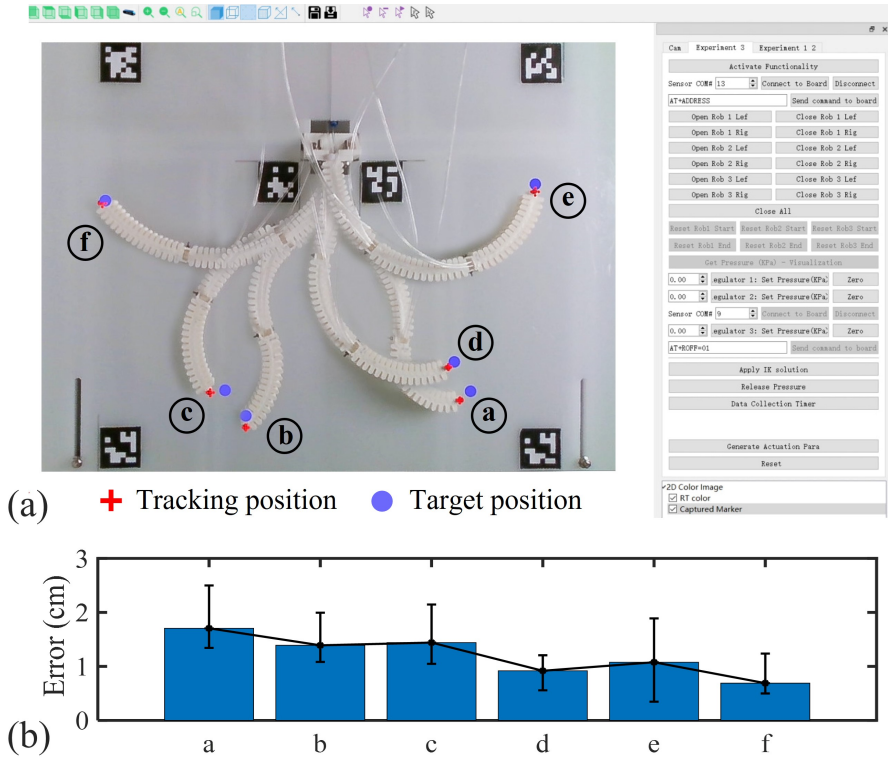 Cam Experiment 3 Experiment 1 2
Activate Functionality
Sensor COM# 13 Connect to Board Disconnect
AT+ADDRESS Send command to board
Open Rob 1 Lef Close Rob 1 Lef
Open Rob 1 Rig Close Rob 1 Rig
Open Rob 2 Lef Close Rob 2 Lef
Open Rob 2 Rig Close Rob 2 Rig
Open Rob 3 Lef Close Rob 3 Lef
Open Rob 3 Rig Close Rob 3 Rig
Close All
Reset Rob1 Start Reset Rob2 Start Reset Rob3 Start
Reset Rob1 End Reset Rob2 End Reset Rob3 End
Get Pressure (KPa) - Visualization
0.00 egulator 1: Set Pressure(KPa) Zero
0.00 egulator 2: Set Pressure(KPa) Zero
Sensor COM# 9 Connect to Board Disconnect
0.00 egulator 3: Set Pressure(KPa) Zero
AT+ROFF=01 Send command to board
Apply IK solution
Release Pressure
Data Collection Timer
Generate Actuation Para
Reset
2D Color Image
RT color
Captured Marker
e
f
d
c
b
a
(a) Tracking position Target position
3
2
1
0
Error (cm)
a b c d e f
(b)